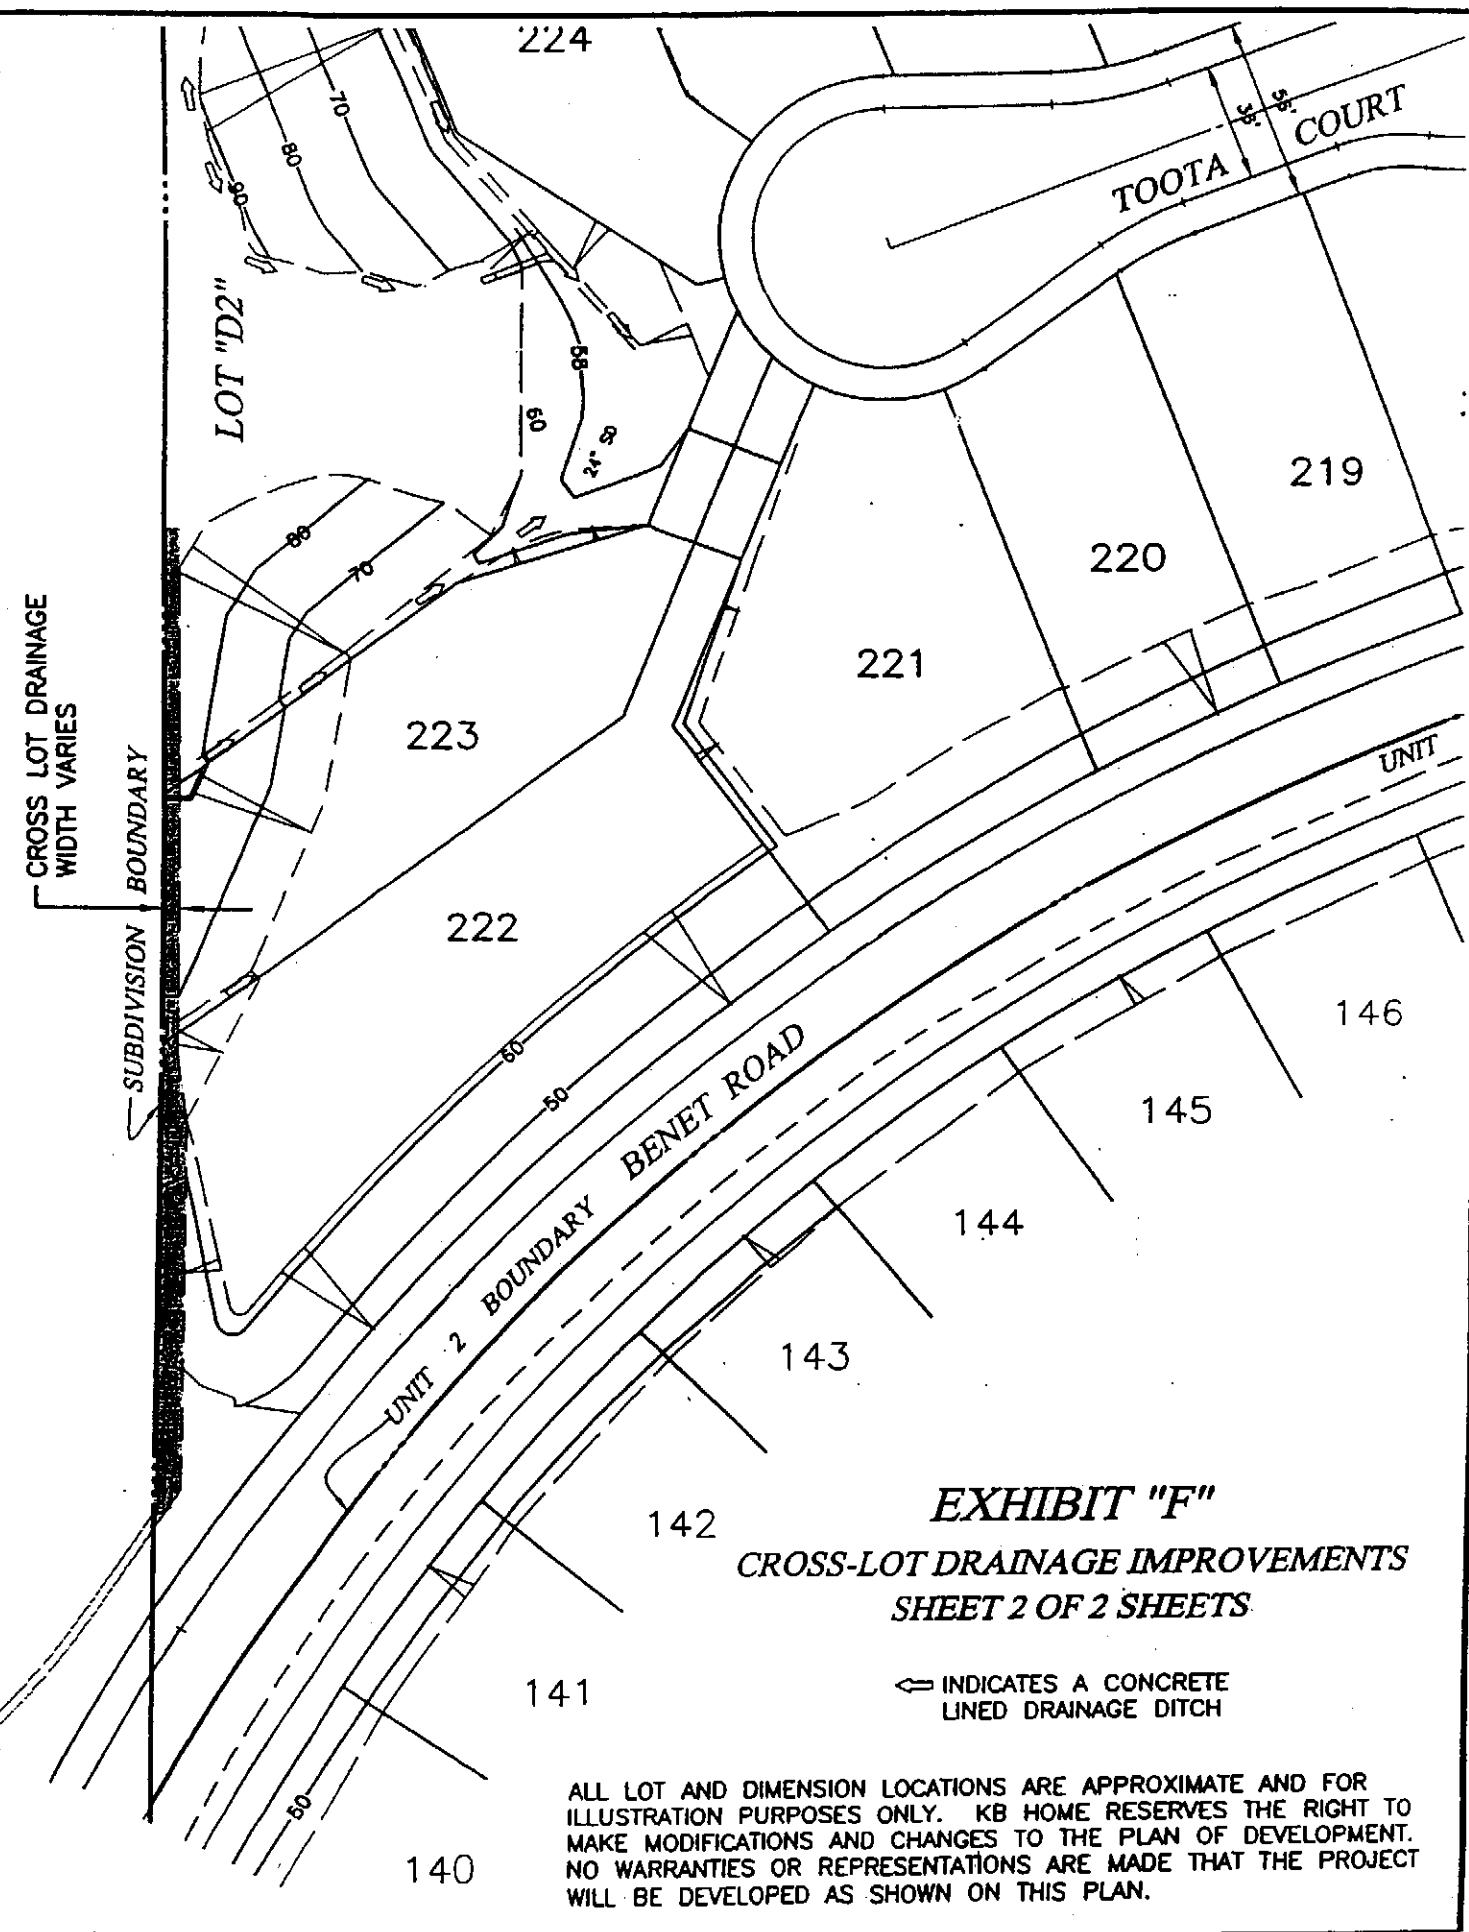 224
70
80
90
36'
56'
TOOTA COURT
LOT "D2"
58
60
24" SD
219
220
221
80
70
CROSS LOT DRAINAGE
WIDTH VARIES
SUBDIVISION BOUNDARY
223
222
UNIT
60
50
UNIT 2 BOUNDARY
BENET ROAD
146
145
144
143
142
141
140
50
EXHIBIT "F"
CROSS-LOT DRAINAGE IMPROVEMENTS
SHEET 2 OF 2 SHEETS
INDICATES A CONCRETE
LINED DRAINAGE DITCH
ALL LOT AND DIMENSION LOCATIONS ARE APPROXIMATE AND FOR
ILLUSTRATION PURPOSES ONLY. KB HOME RESERVES THE RIGHT TO
MAKE MODIFICATIONS AND CHANGES TO THE PLAN OF DEVELOPMENT.
NO WARRANTIES OR REPRESENTATIONS ARE MADE THAT THE PROJECT
WILL BE DEVELOPED AS SHOWN ON THIS PLAN.